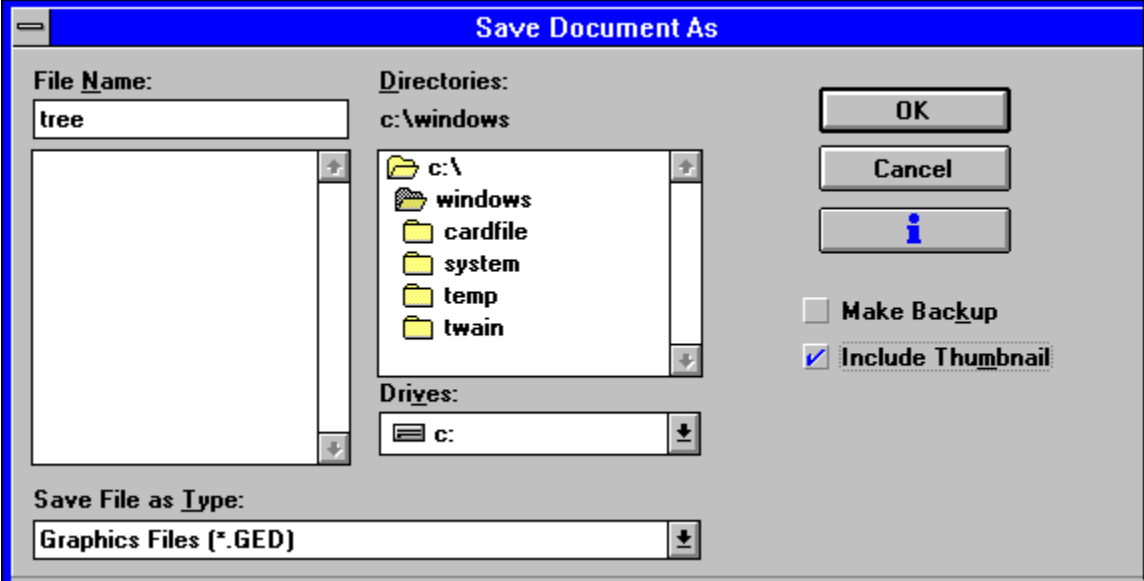 Save Document As
File Name:
tree
Directories:
c:\windows
c:\
windows
cardfile
system
temp
twain
Drives:
c:
Save File as Type:
Graphics Files (*.GED)
OK
Cancel
i
Make Backup
Include Thumbnail